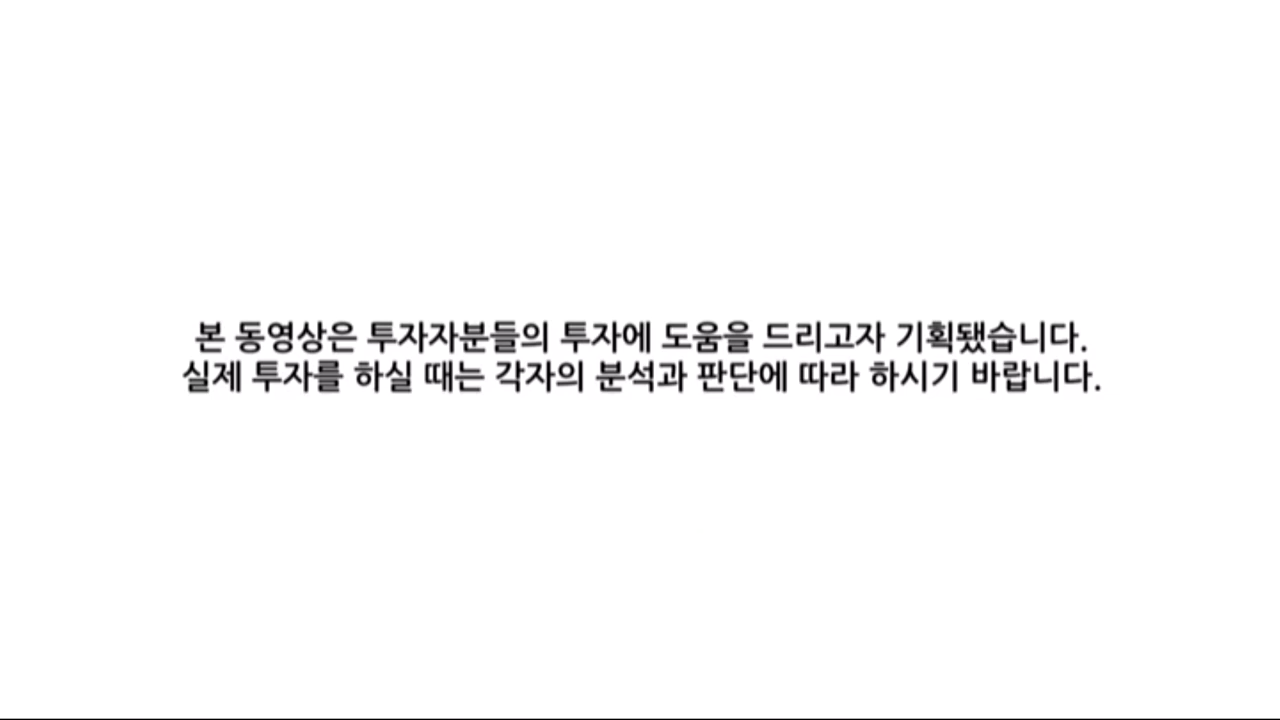 본 동영상은 투자자분들의 투자에 도움을 드리고자 기획됐습니다.
실제 투자를 하실 때는 각자의 분석과 판단에 따라 하시기 바랍니다.